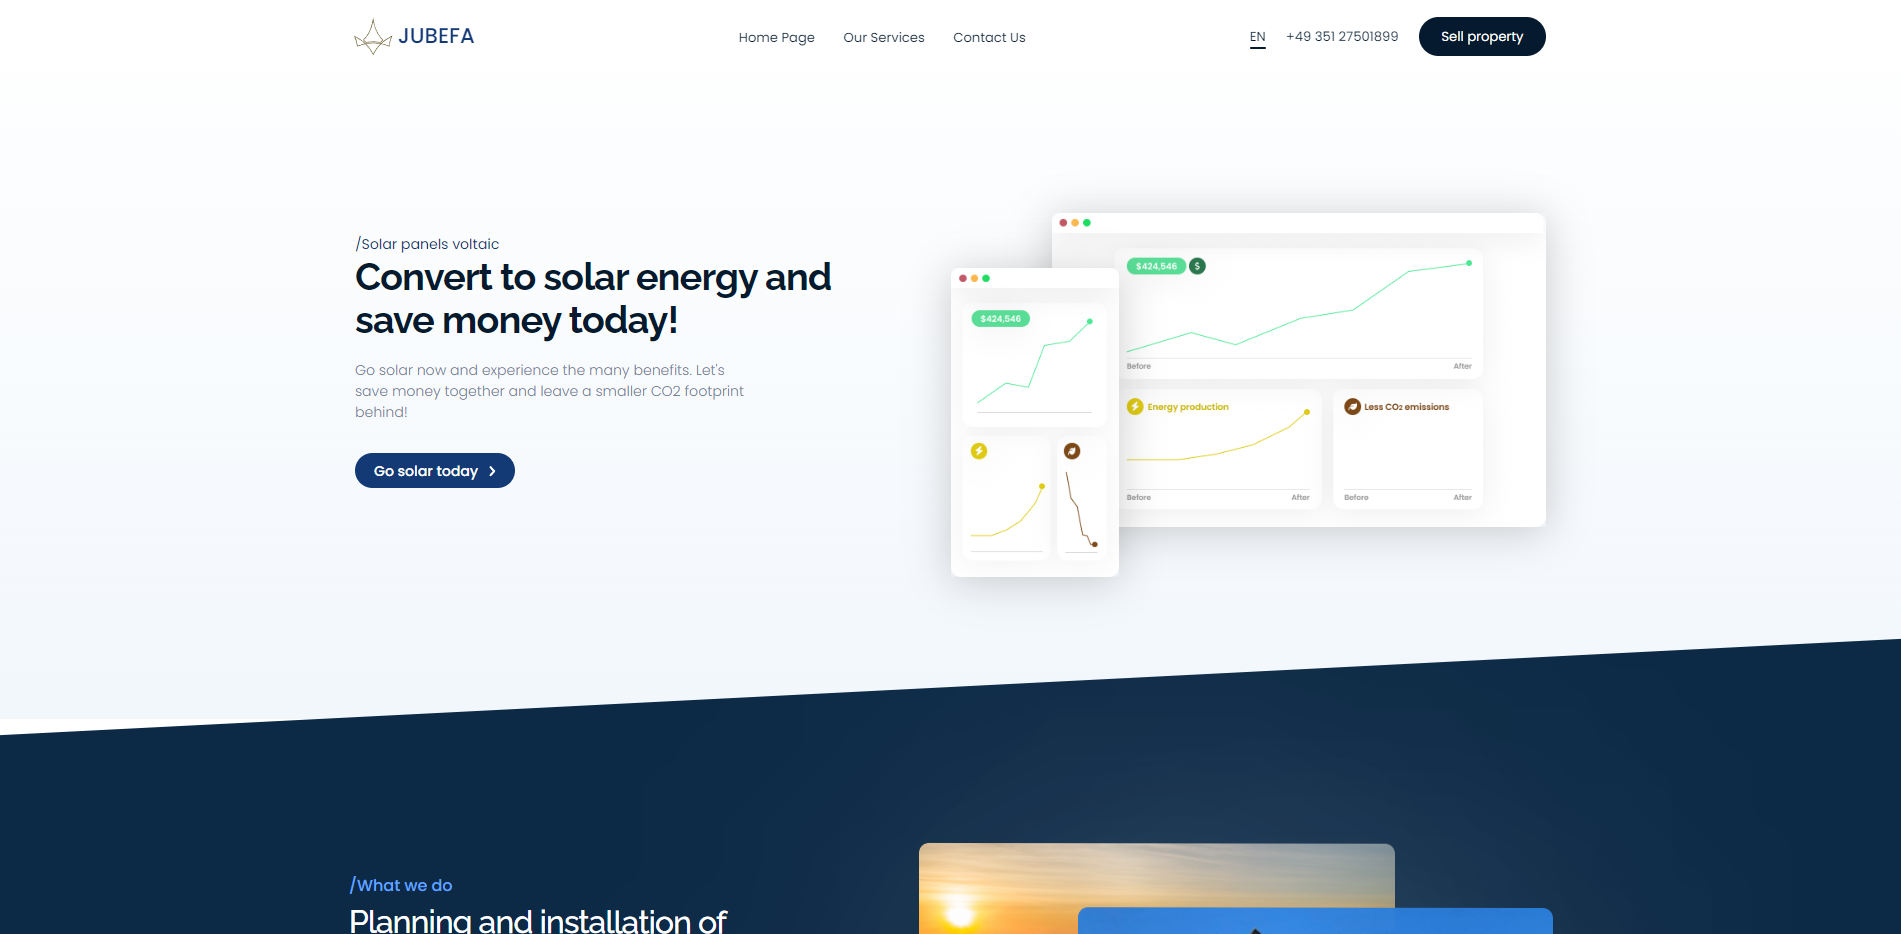 JUBEFA
Home Page
Our Services
Contact Us
EN
+49 351 27501899
Sell property
/Solar panels voltaic
Convert to solar energy and
save money today!
Go solar now and experience the many benefits. Let's
save money together and leave a smaller CO2 footprint
behind!
Go solar today
$424,546
$424,546 $
Before
After
Energy production
Before
After
Less CO₂ emissions
Before
After
/What we do
Planning and installation of